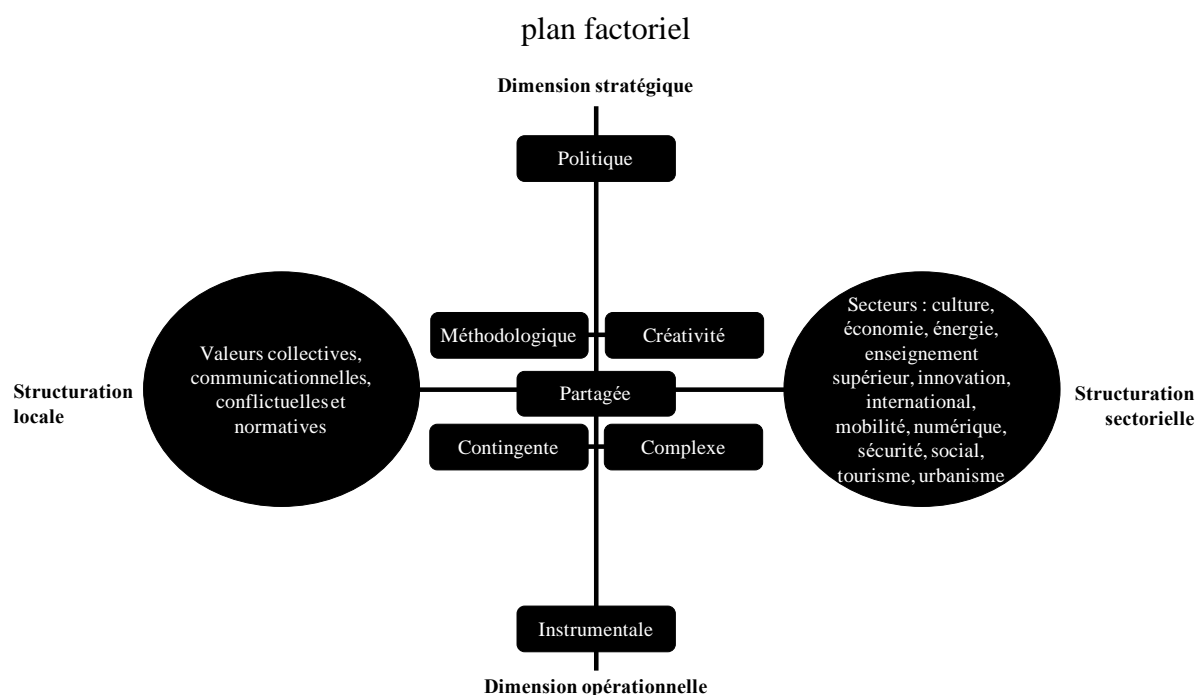 plan factoriel
Dimension stratégique
Politique
Méthodologique
Créativité
Valeurs collectives,
communicationnelles,
conflictuelles et
normatives
Structuration
locale
Partagée
Secteurs : culture,
économie, énergie,
enseignement
supérieur, innovation,
international,
mobilité, numérique,
sécurité, social,
tourisme, urbanisme
Structuration
sectorielle
Contingente
Complexe
Instrumentale
Dimension opérationnelle